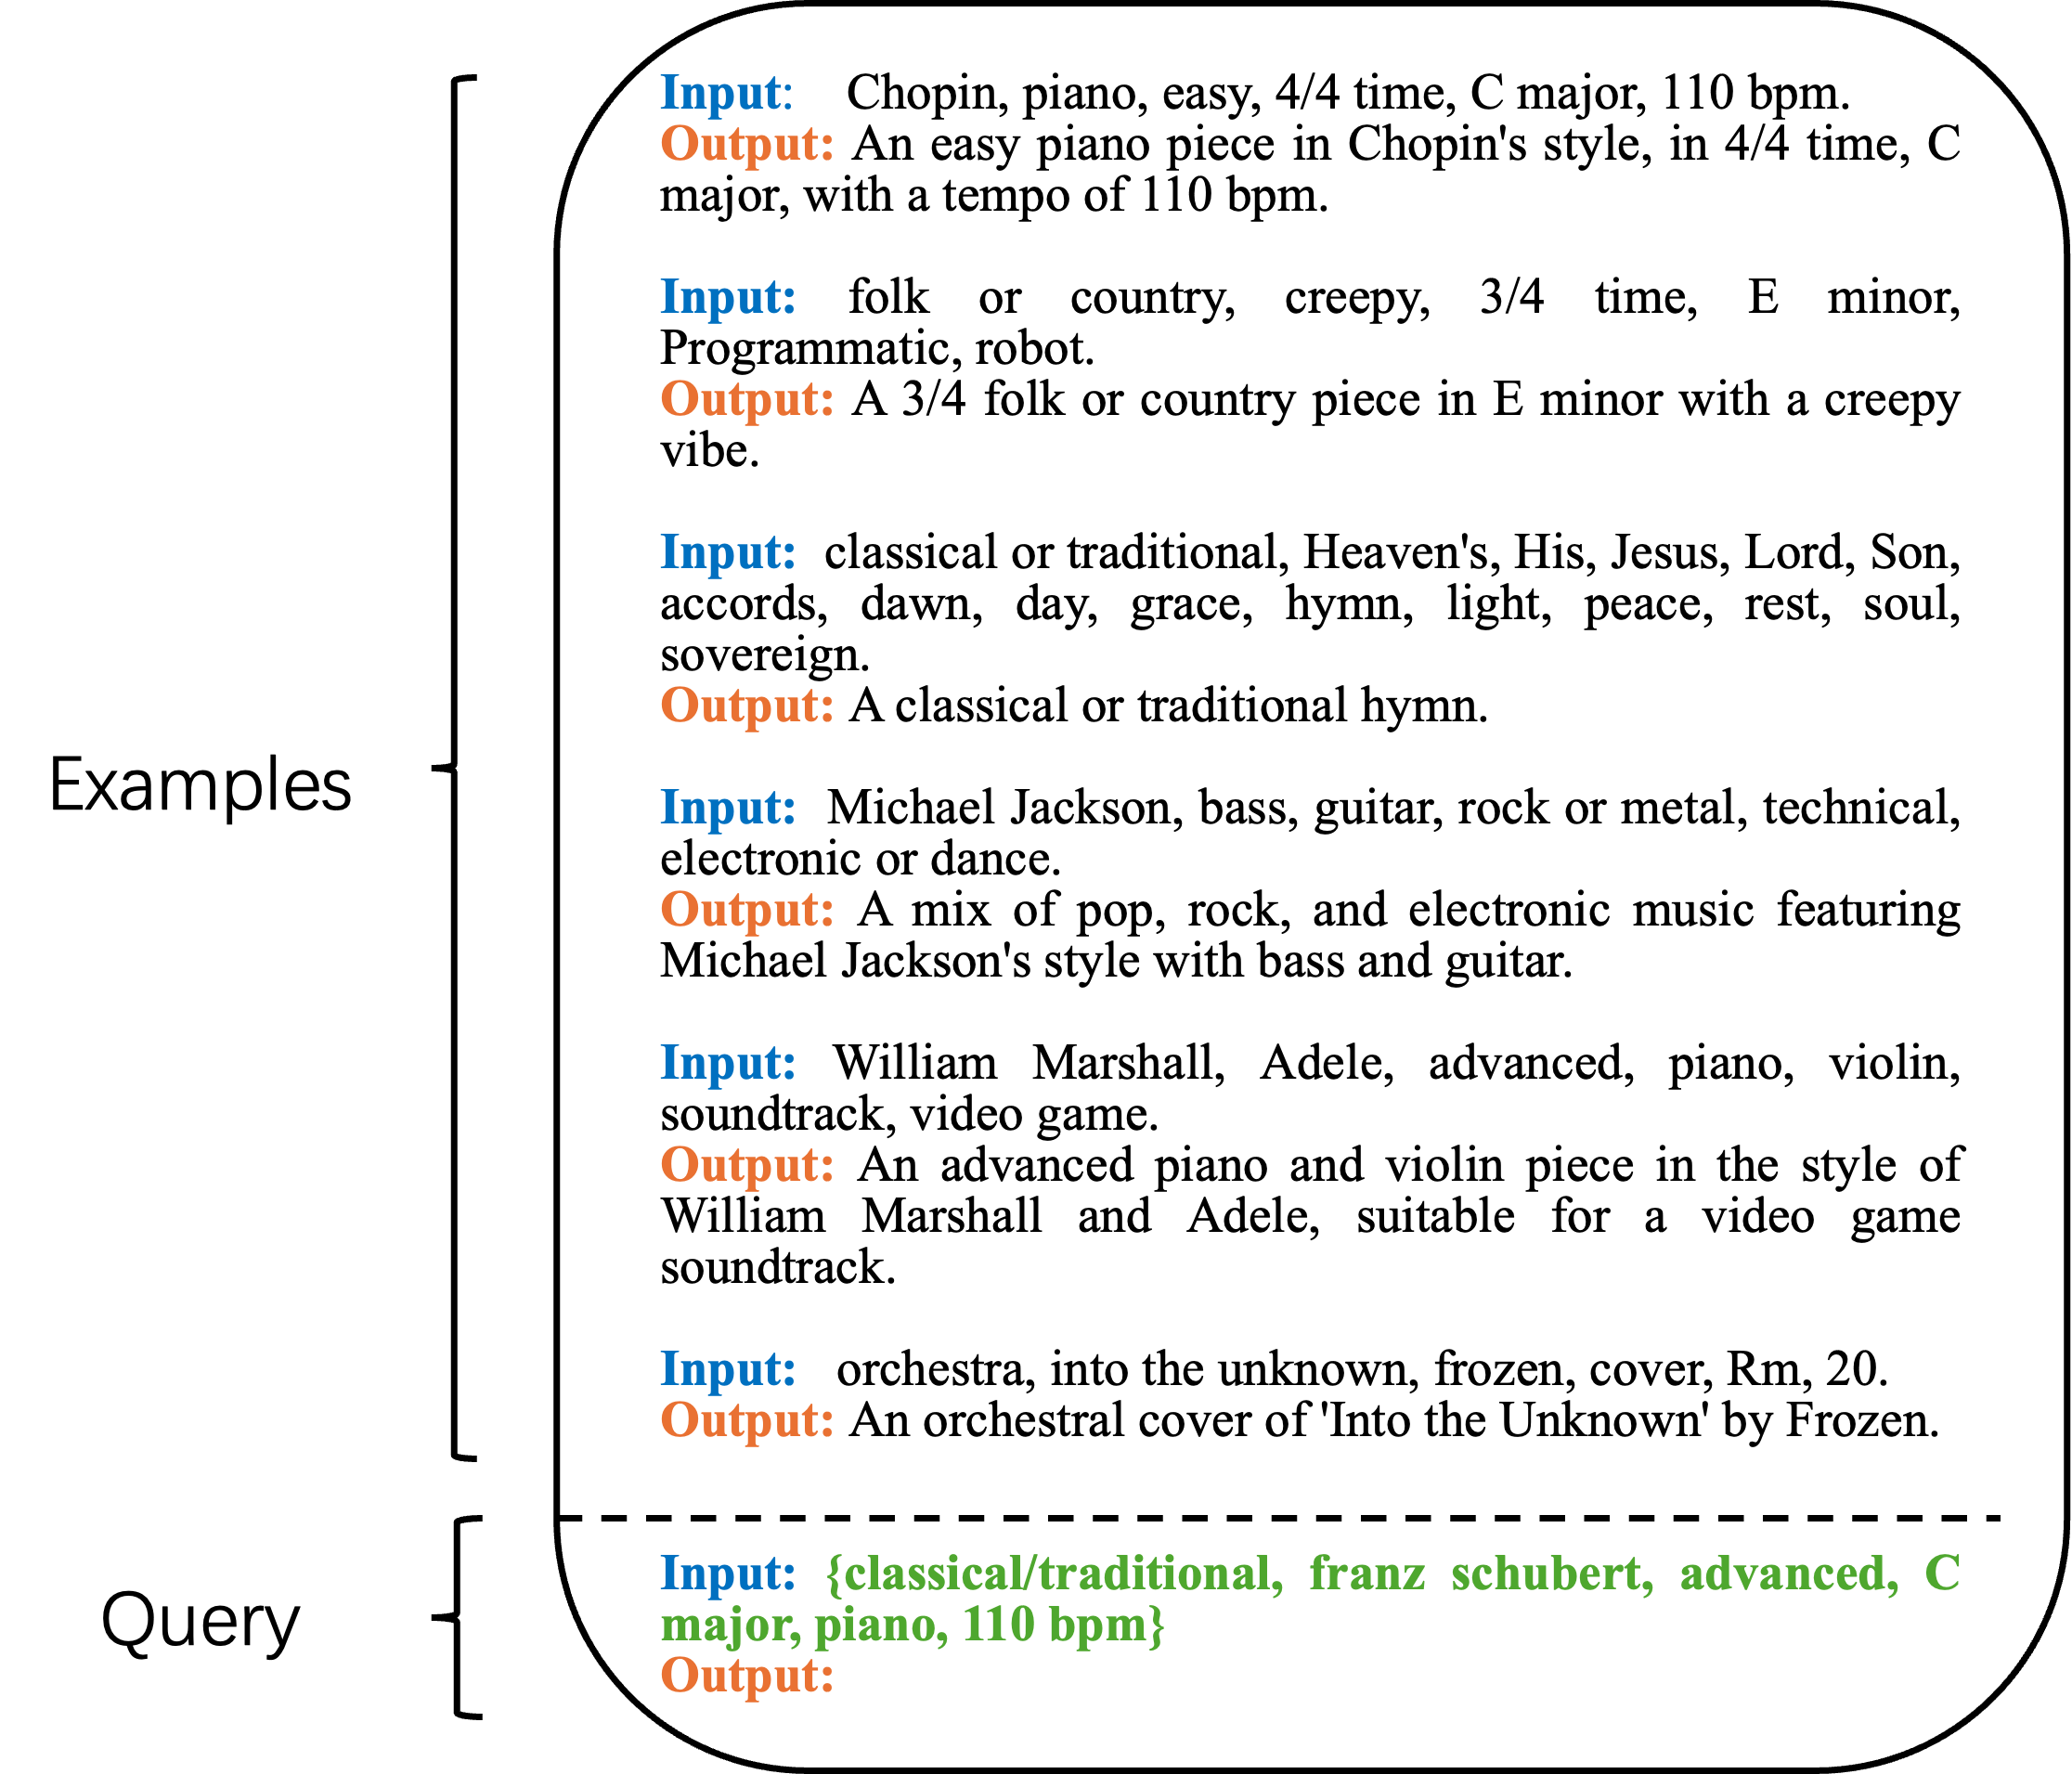 Input: Chopin, piano, easy, 4/4 time, C major, 110 bpm.
Output: An easy piano piece in Chopin's style, in 4/4 time, C
major, with a tempo of 110 bpm.
Input: folk or country, creepy, 3/4 time, E minor,
Programmatic, robot.
Output: A 3/4 folk or country piece in E minor with a creepy
vibe.
Input: classical or traditional, Heaven's, His, Jesus, Lord, Son,
accords, dawn, day, grace, hymn, light, peace, rest, soul,
sovereign.
Output: A classical or traditional hymn.
Examples
Input: Michael Jackson, bass, guitar, rock or metal, technical,
electronic or dance.
Output: A mix of pop, rock, and electronic music featuring
Michael Jackson's style with bass and guitar.
Input: William Marshall, Adele, advanced, piano, violin,
soundtrack, video game.
Output: An advanced piano and violin piece in the style of
William Marshall and Adele, suitable for a video game
soundtrack.
Input: orchestra, into the unknown, frozen, cover, Rm, 20.
Output: An orchestral cover of 'Into the Unknown' by Frozen.
Query
Input: {classical/traditional, franz schubert, advanced, C
major, piano, 110 bpm}
Output: